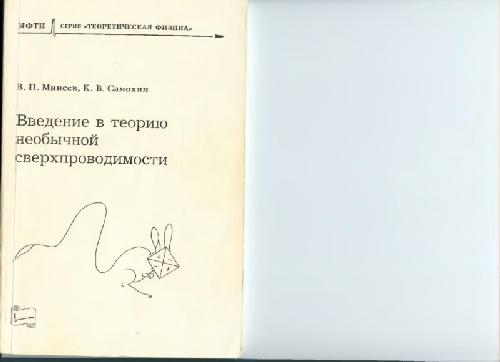 МФТИ
СЕРИЯ «ТЕОРЕТИЧЕСКАЯ ФИЗИКА»
В. П. Минеев, К. В. Самохин
Введение в теорию
необычной
сверхпроводимости